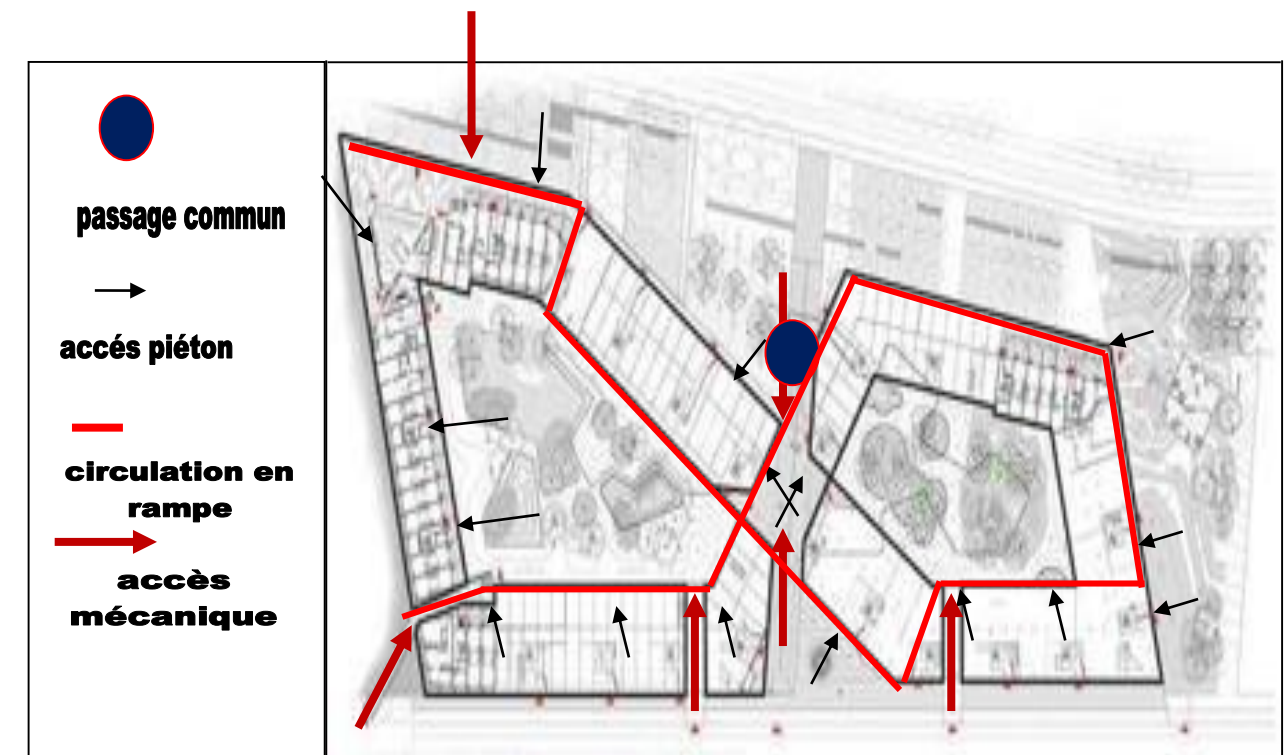 passage commun
accés piéton
circulation en
rampe
accès
mécanique